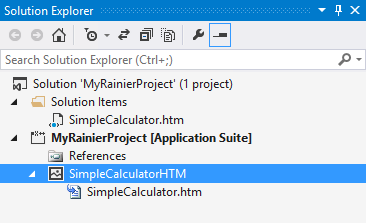 Solution Explorer
Search Solution Explorer (Ctrl+;)
Solution 'MyRainierProject' (1 project)
Solution Items
SimpleCalculator.htm
MyRainierProject [Application Suite]
References
SimpleCalculatorHTM
SimpleCalculator.htm